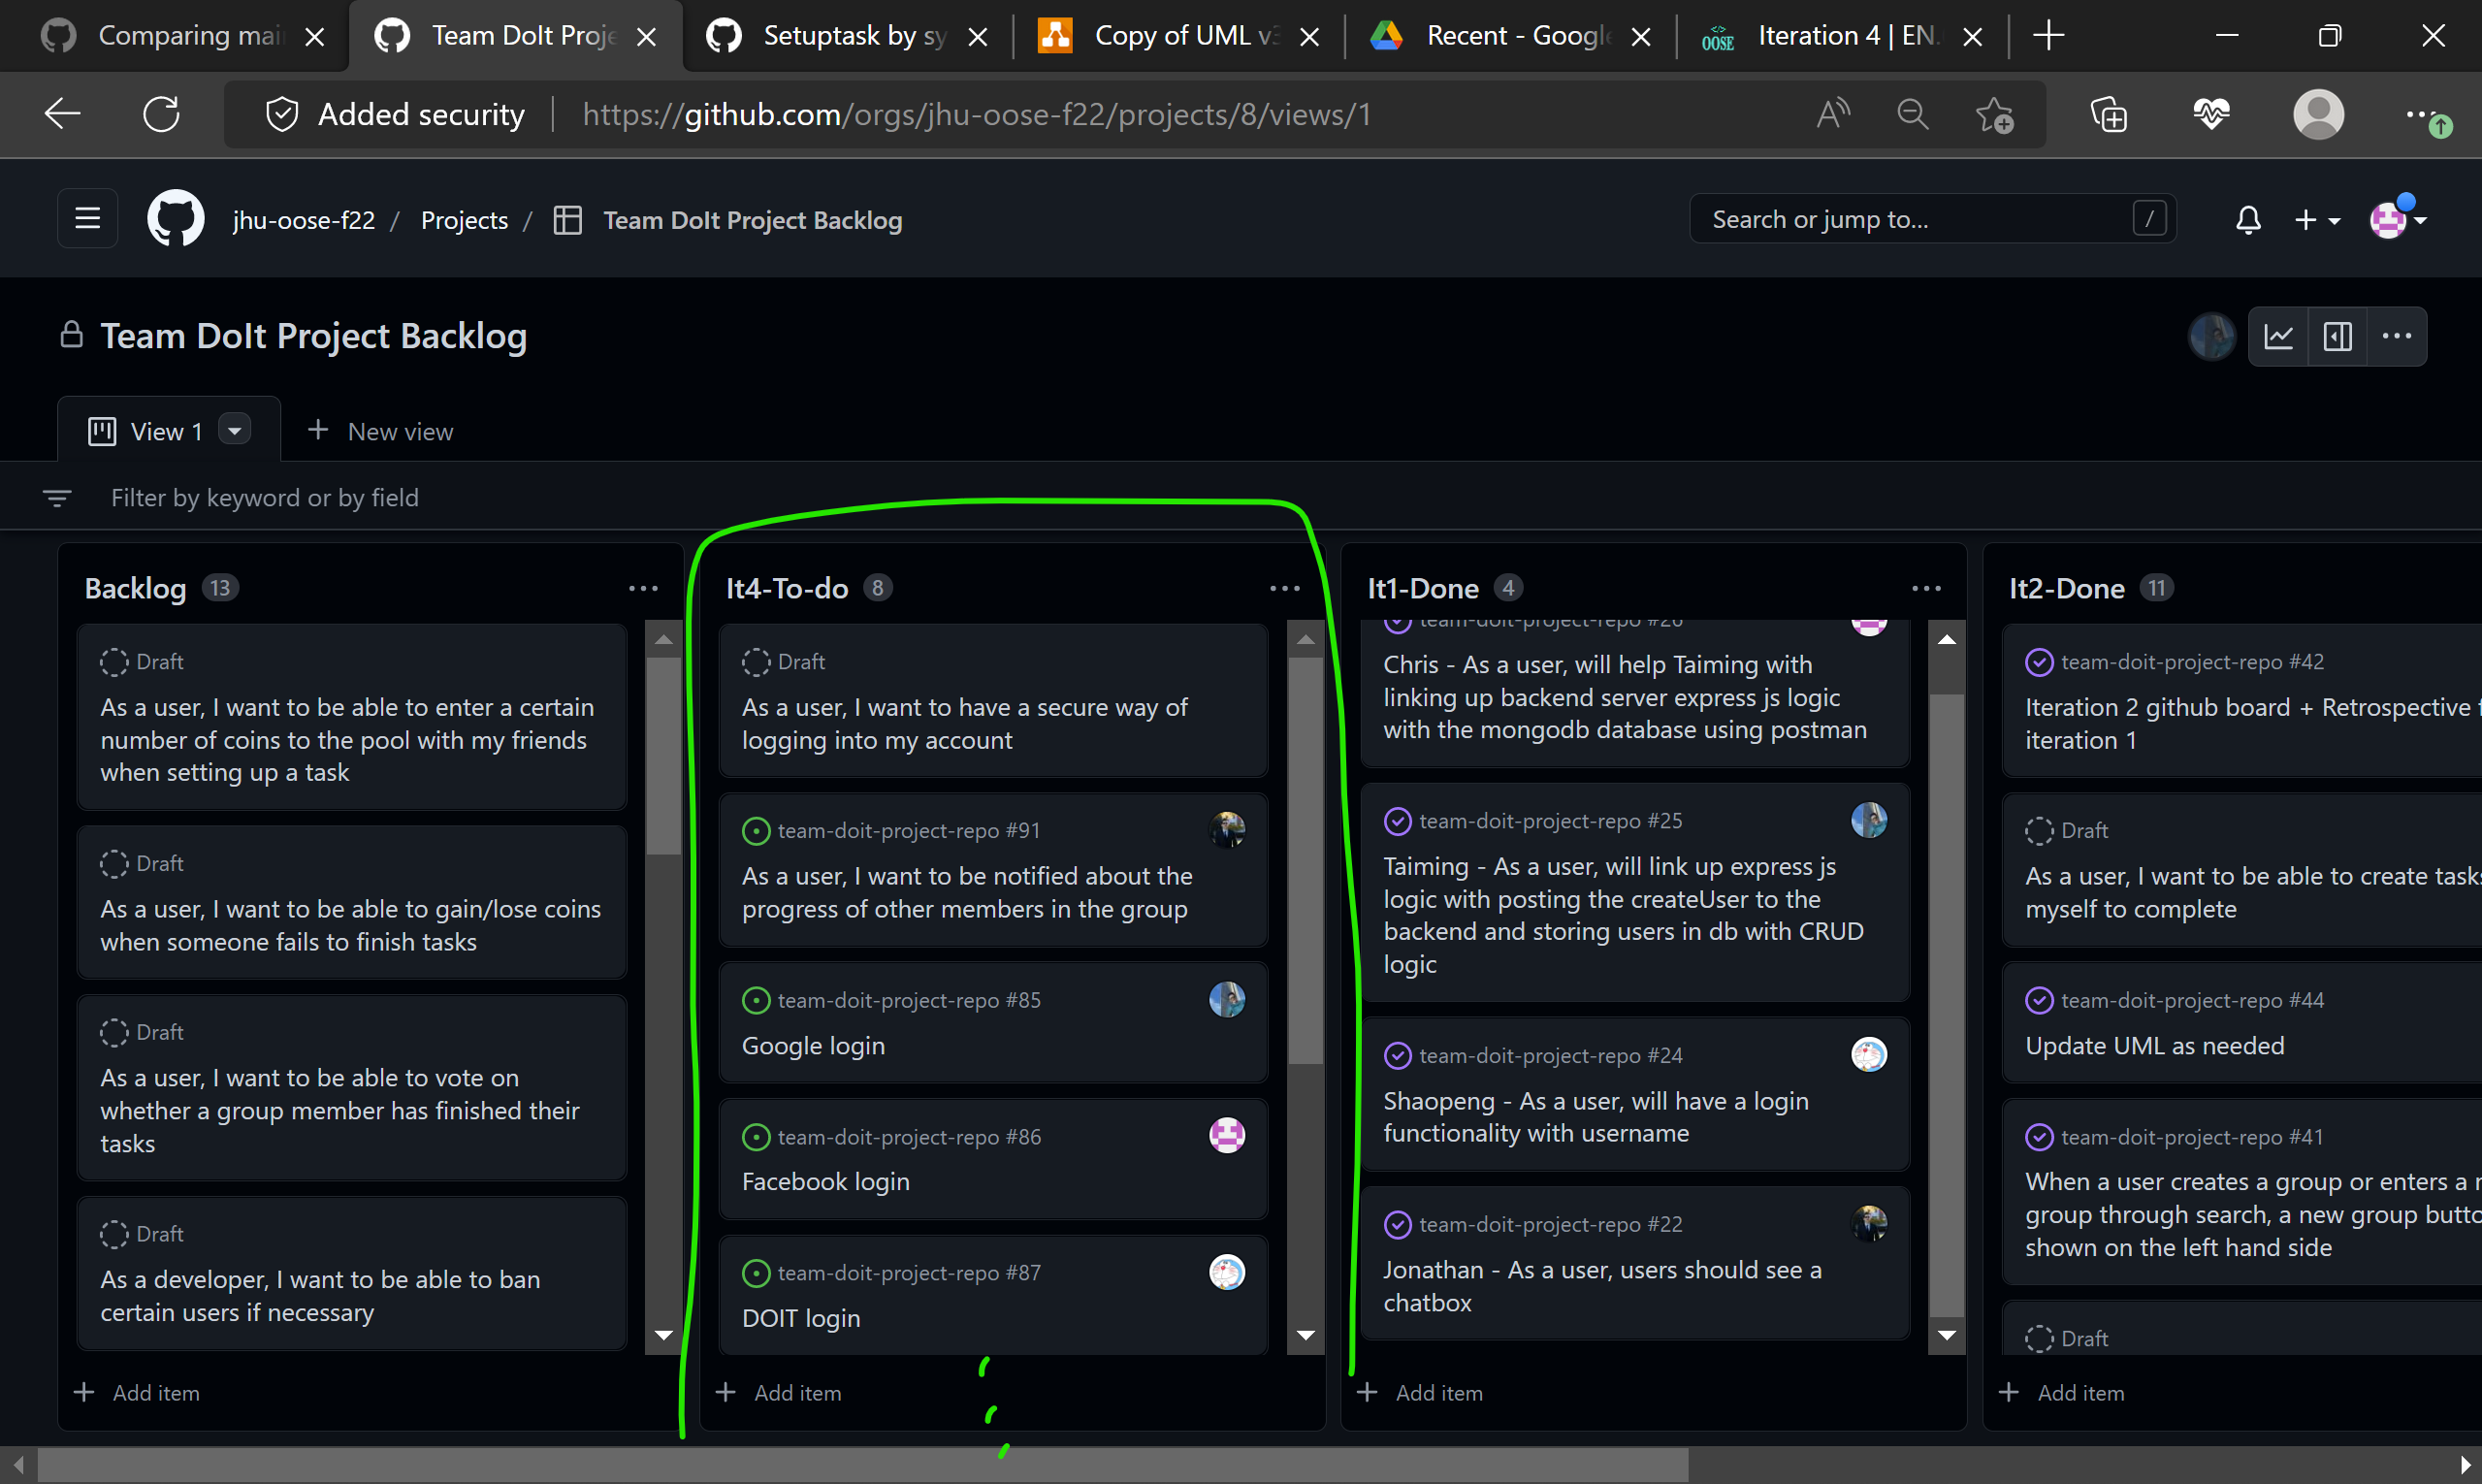 Comparing mai
Team DoIt Proje
Setuptask by sy
Copy of UML v3
Recent - Google
OOSE
Iteration 4 | EN.
Added security
https://github.com/orgs/jhu-oose-f22/projects/8/views/1
jhu-oose-f22 / Projects / Team DoIt Project Backlog
Search or jump to... /
Team DoIt Project Backlog
View 1
New view
Filter by keyword or by field
Backlog 13
Draft
As a user, I want to be able to enter a certain
number of coins to the pool with my friends
when setting up a task
Draft
As a user, I want to be able to gain/lose coins
when someone fails to finish tasks
Draft
As a user, I want to be able to vote on
whether a group member has finished their
tasks
Draft
As a developer, I want to be able to ban
certain users if necessary
+ Add item
It4-To-do 8
Draft
As a user, I want to have a secure way of
logging into my account
team-doit-project-repo #91
As a user, I want to be notified about the
progress of other members in the group
team-doit-project-repo #85
Google login
team-doit-project-repo #86
Facebook login
team-doit-project-repo #87
DOIT login
+ Add item
It1-Done 4
team-doit-project-repo #26
Chris - As a user, will help Taiming with
linking up backend server express js logic
with the mongodb database using postman
team-doit-project-repo #25
Taiming - As a user, will link up express js
logic with posting the createUser to the
backend and storing users in db with CRUD
logic
team-doit-project-repo #24
Shaopeng - As a user, will have a login
functionality with username
team-doit-project-repo #22
Jonathan - As a user, users should see a
chatbox
+ Add item
It2-Done 11
team-doit-project-repo #42
Iteration 2 github board + Retrospective
iteration 1
Draft
As a user, I want to be able to create tasks
myself to complete
team-doit-project-repo #44
Update UML as needed
team-doit-project-repo #41
When a user creates a group or enters a
group through search, a new group butto
shown on the left hand side
Draft
+ Add item